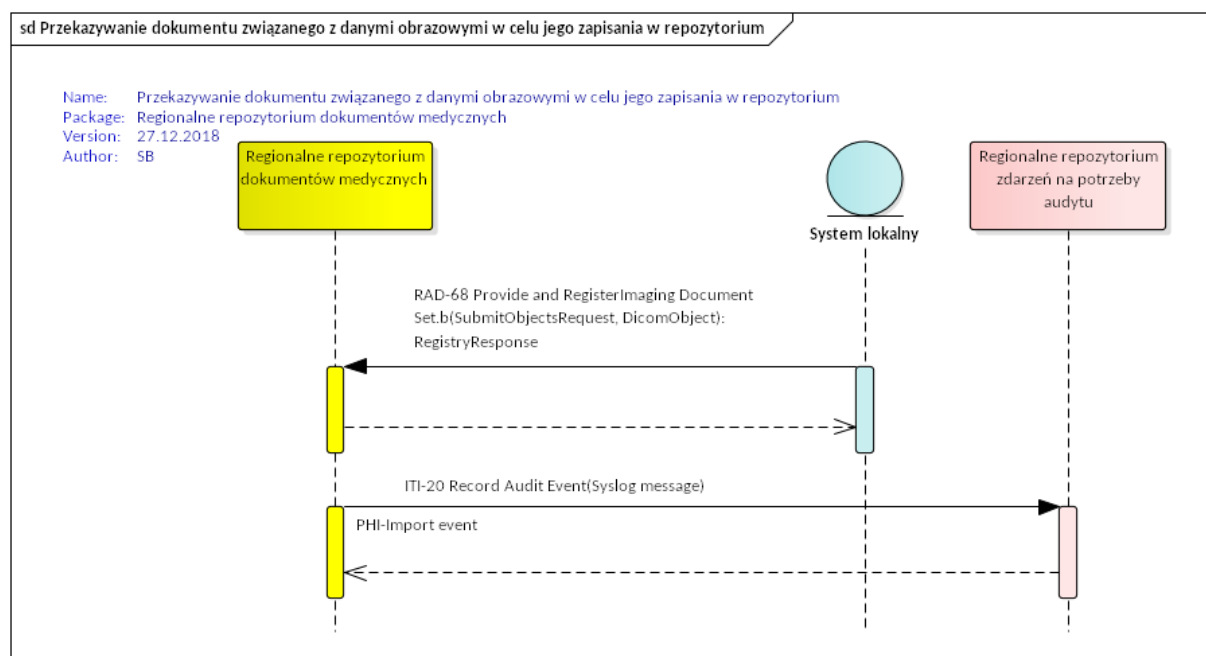 sd Przekazywanie dokumentu związanego z danymi obrazowymi w celu jego zapisania w repozytorium
Name: Przekazywanie dokumentu związanego z danymi obrazowymi w celu jego zapisania w repozytorium
Package: Regionalne repozytorium dokumentów medycznych
Version: 27.12.2018
Author: SB
Regionalne repozytorium
dokumentów medycznych
System lokalny
Regionalne repozytorium
zdarzeń na potrzeby
audytu
RAD-68 Provide and RegisterImaging Document
Set.b(SubmitObjectsRequest, DicomObject):
RegistryResponse
ITI-20 Record Audit Event(Syslog message)
PHI-Import event